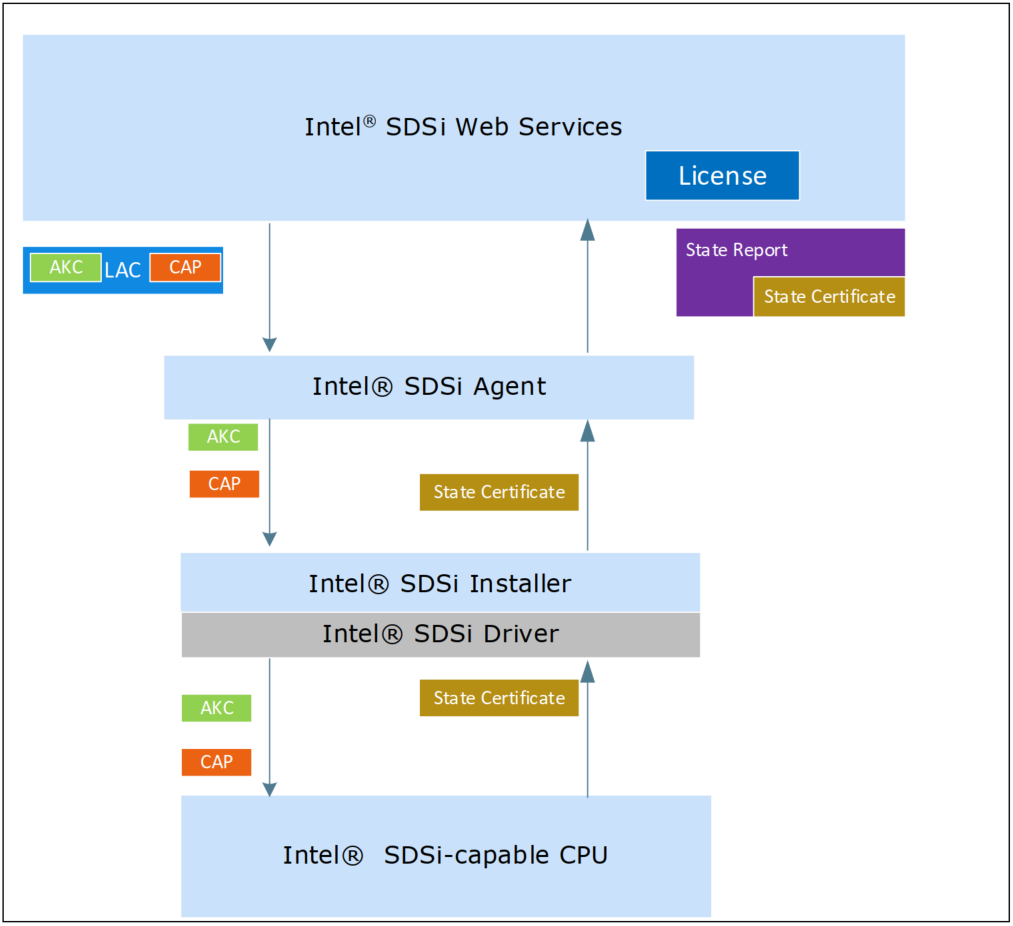 Intel® SDSi Web Services
License
AKC LAC CAP
State Report
State Certificate
Intel® SDSi Agent
AKC
CAP
State Certificate
Intel® SDSi Installer
Intel® SDSi Driver
AKC
State Certificate
CAP
Intel® SDSi-capable CPU